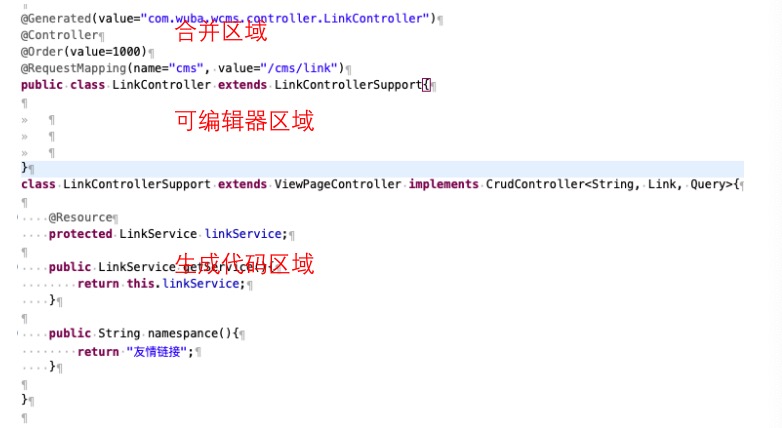 @Generated(value="com.wuba.wcms.controller.LinkController")
合并区域
@Controller
@Order(value=1000)
@RequestMapping(name="cms", value="/cms/link")
public class LinkController extends LinkControllerSupport{
可编辑器区域
}
class LinkControllerSupport extends ViewPageController implements CrudController<String, Link, Query>{
@Resource
protected LinkService linkService;
生成代码区域
public LinkService getService(){
return this.linkService;
}
public String namespance(){
return "友情链接";
}
}